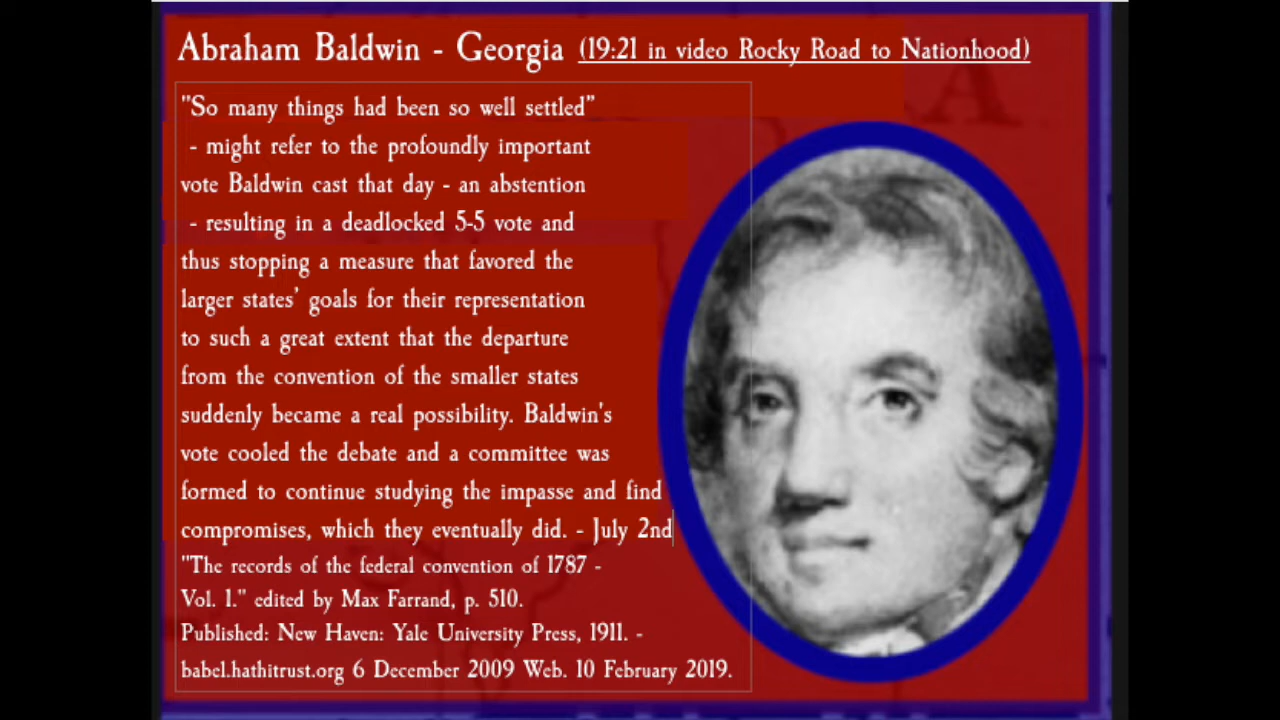 Abraham Baldwin - Georgia (19:21 in video Rocky Road to Nationhood)
"So many things had been so well settled”
- might refer to the profoundly important
vote Baldwin cast that day - an abstention
- resulting in a deadlocked 5-5 vote and
thus stopping a measure that favored the
larger states' goals for their representation
to such a great extent that the departure
from the convention of the smaller states
suddenly became a real possibility. Baldwin's
vote cooled the debate and a committee was
formed to continue studying the impasse and find
compromises, which they eventually did. - July 2nd
"The records of the federal convention of 1787 -
Vol. 1." edited by Max Farrand, p. 510.
Published: New Haven: Yale University Press, 1911. -
babel.hathitrust.org 6 December 2009 Web. 10 February 2019.